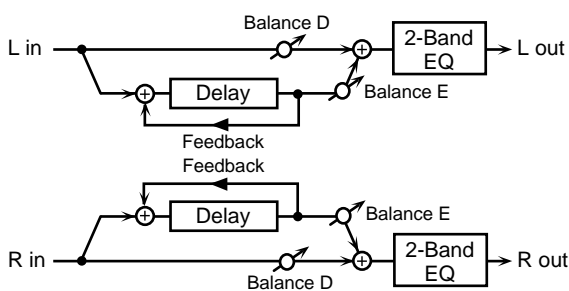 Balance D
L in
2-Band
EQ
L out
Delay
Balance E
Feedback
Feedback
Delay
Balance E
R in
2-Band
EQ
R out
Balance D